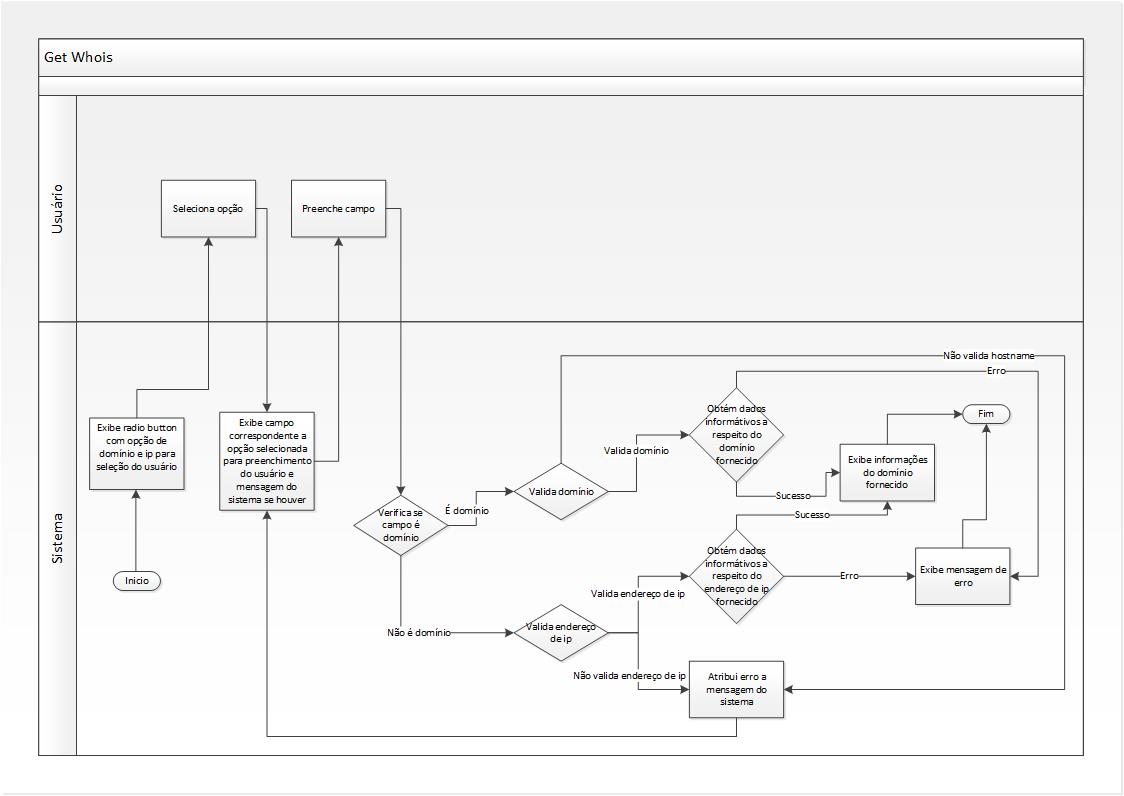 Get Whois
Usuário
Seleciona opção
Preenche campo
Sistema
Inicio
Exibe radio button
com opção de
domínio e ip para
seleção do usuário
Exibe campo
correspondente a
opção selecionada
para preenchimento
do usuário e
mensagem do
sistema se houver
Verifica se
campo é
domínio
É domínio
Não é domínio
Valida domínio
Valida domínio
Não valida hostname
Obtém dados
informátivos a
respeito do
domínio
fornecido
Erro
Sucesso
Exibe informações
do domínio
fornecido
Fim
Valida endereço
de ip
Valida endereço de ip
Não valida endereço de ip
Obtém dados
informátivos a
respeito do
endereço de ip
fornecido
Sucesso
Erro
Exibe mensagem de
erro
Atribui erro a
mensagem do
sistema